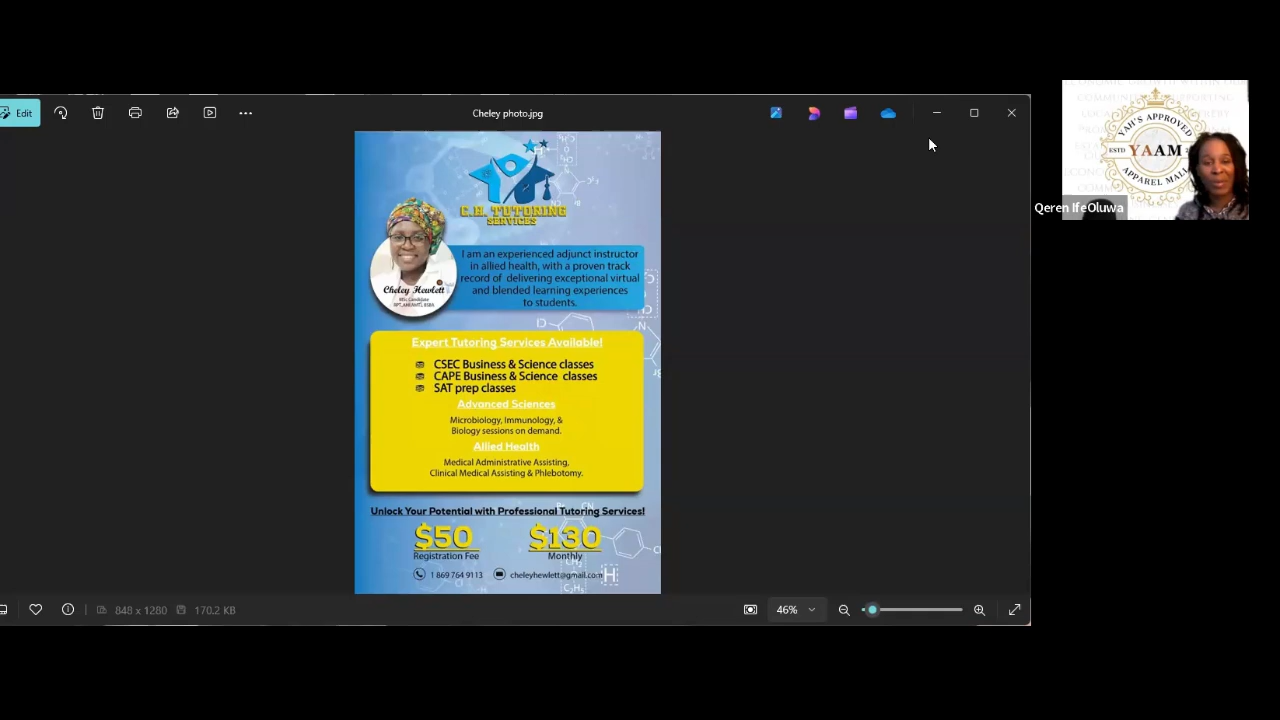 Edit
Cheley photo.jpg
C.H. TUTORING
SERVICES
I am an experienced adjunct instructor
in allied health, with a proven track
record of delivering exceptional virtual
and blended learning experiences
to students.
Cheley Hewlett
Expert Tutoring Services Available!
CSEC Business & Science classes
CAPE Business & Science classes
SAT prep classes
Advanced Sciences
Microbiology, Immunology, &
Biology sessions on demand.
Allied Health
Medical Administrative Assisting,
Clinical Medical Assisting & Phlebotomy.
Unlock Your Potential with Professional Tutoring Services!
$50
Registration Fee
$130
Monthly
1 869 764 9113
cheleyhewlett@gmail.com
848 x 1280
170.2 KB
46%
YAH'S APPROVED
ESTD
YAAM
APPAREL MALL
Qeren IfeOluwa